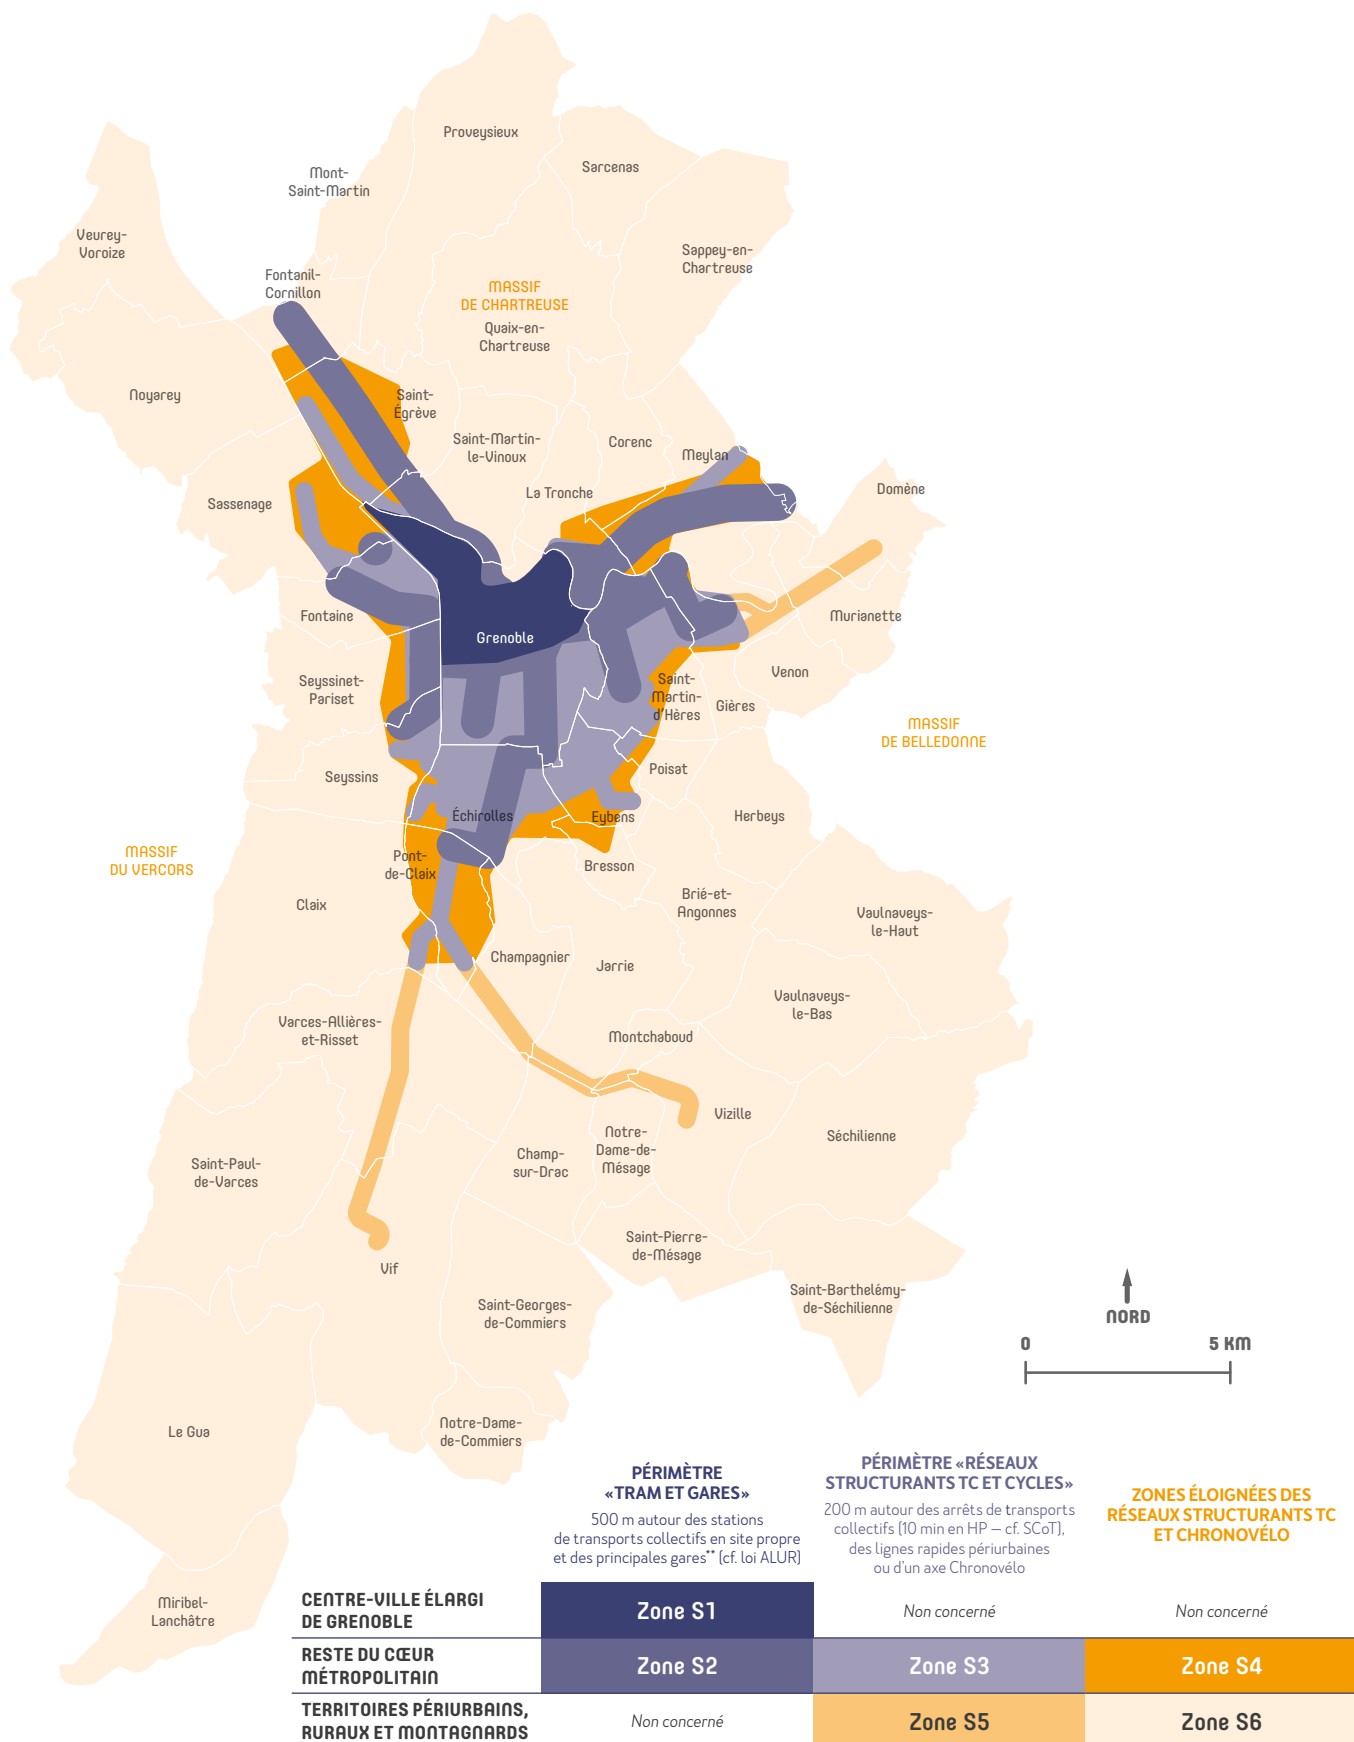 Proveysieux
Sarcenas
Mont-
Saint-Martin
Veurey-
Voroize
Sappey-en-
Chartreuse
Fontanil-
Cornillon
MASSIF
DE CHARTREUSE
Quaix-en-
Chartreuse
Noyarey
Saint-
Égrève
Saint-Martin-
le-Vinoux
Corenc
Meylan
La Tronche
Domène
Sassenage
Fontaine
Murianette
Grenoble
Venon
Seyssinet-
Pariset
Saint-
Martin-
d'Hères
Gières
MASSIF
DE BELLEDONNE
Seyssins
Poisat
Échirolles
Eybens
Herbeys
MASSIF
DU VERCORS
Pont-
de-Claix
Bresson
Claix
Brié-et-
Angonnes
Vaulnaveys-
le-Haut
Champagnier
Jarrie
Vaulnaveys-
le-Bas
Varces-Allières-
et-Risset
Montchaboud
Vizille
Notre-
Dame-de-
Mésage
Séchilienne
Champ-
sur-Drac
Saint-Paul-
de-Varces
Saint-Pierre-
de-Mésage
Vif
Saint-Barthelémy-
de-Séchilienne
Saint-Georges-
de-Commiers
NORD
0 5 KM
Le Gua
Notre-Dame-
de-Commiers
Miribel-
Lanchâtre
PÉRIMÈTRE
«TRAM ET GARES»
500 m autour des stations
de transports collectifs en site propre
et des principales gares** (cf. loi ALUR)
PÉRIMÈTRE «RÉSEAUX
STRUCTURANTS TC ET CYCLES»
200 m autour des arrêts de transports
collectifs (10 min en HP – cf. SCoT),
des lignes rapides périurbaines
ou d'un axe Chronovélo
ZONES ÉLOIGNÉES DES
RÉSEAUX STRUCTURANTS TC
ET CHRONOVÉLO
CENTRE-VILLE ÉLARGI
DE GRENOBLE
Zone S1
Non concerné
Non concerné
RESTE DU CŒUR
MÉTROPOLITAIN
Zone S2
Zone S3
Zone S4
TERRITOIRES PÉRIURBAINS,
RURAUX ET MONTAGNARDS
Non concerné
Zone S5
Zone S6